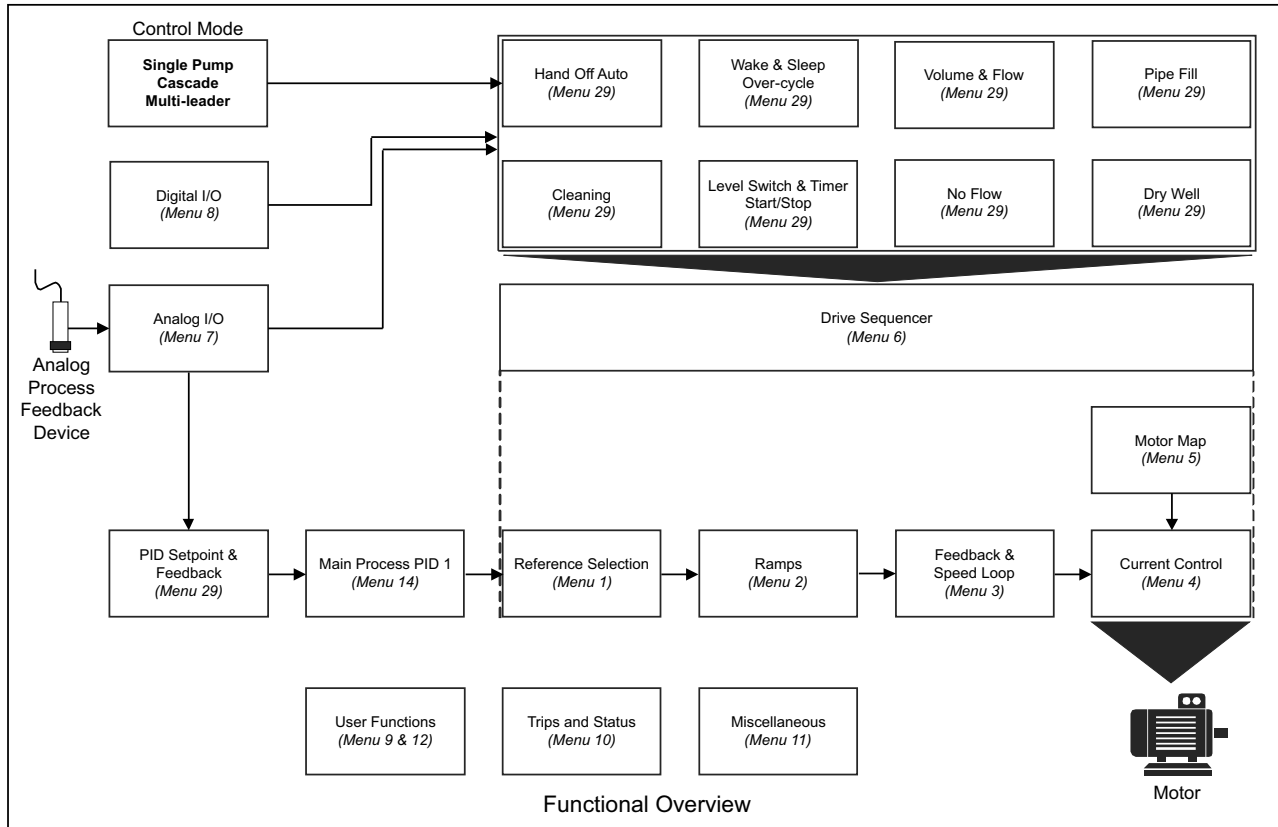 Control Mode
Single Pump
Cascade
Multi-leader
Hand Off Auto
(Menu 29)
Wake & Sleep
Over-cycle
(Menu 29)
Volume & Flow
(Menu 29)
Pipe Fill
(Menu 29)
Digital I/O
(Menu 8)
Cleaning
(Menu 29)
Level Switch & Timer
Start/Stop
(Menu 29)
No Flow
(Menu 29)
Dry Well
(Menu 29)
Analog I/O
(Menu 7)
Drive Sequencer
(Menu 6)
Analog
Process
Feedback
Device
Motor Map
(Menu 5)
PID Setpoint &
Feedback
(Menu 29)
Main Process PID 1
(Menu 14)
Reference Selection
(Menu 1)
Ramps
(Menu 2)
Feedback &
Speed Loop
(Menu 3)
Current Control
(Menu 4)
User Functions
(Menu 9 & 12)
Trips and Status
(Menu 10)
Miscellaneous
(Menu 11)
Motor
Functional Overview